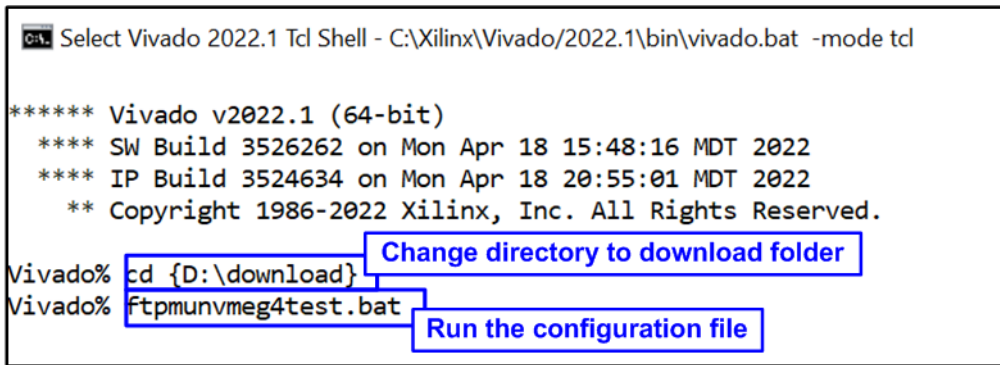 Select Vivado 2022.1 Tcl Shell - C:\Xilinx\Vivado/2022.1\bin\vivado.bat -mode tcl
****** Vivado v2022.1 (64-bit)
**** SW Build 3526262 on Mon Apr 18 15:48:16 MDT 2022
**** IP Build 3524634 on Mon Apr 18 20:55:01 MDT 2022
** Copyright 1986-2022 Xilinx, Inc. All Rights Reserved.
Change directory to download folder
Vivado% cd {D:\download}
Vivado% ftpmunvmeg4test.bat
Run the configuration file